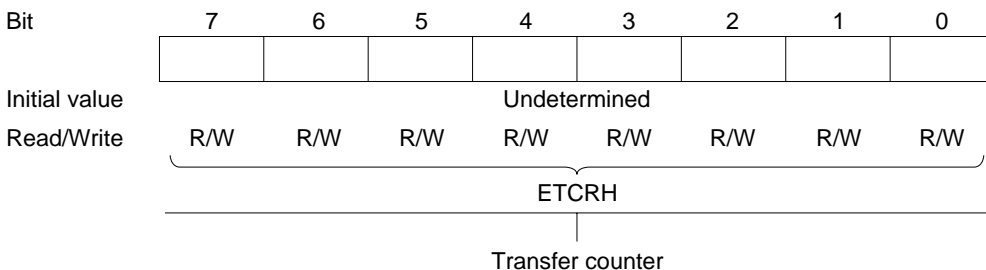 Bit 7 6 5 4 3 2 1 0
Initial value Undetermined
Read/Write R/W R/W R/W R/W R/W R/W R/W R/W
ETCRH
Transfer counter